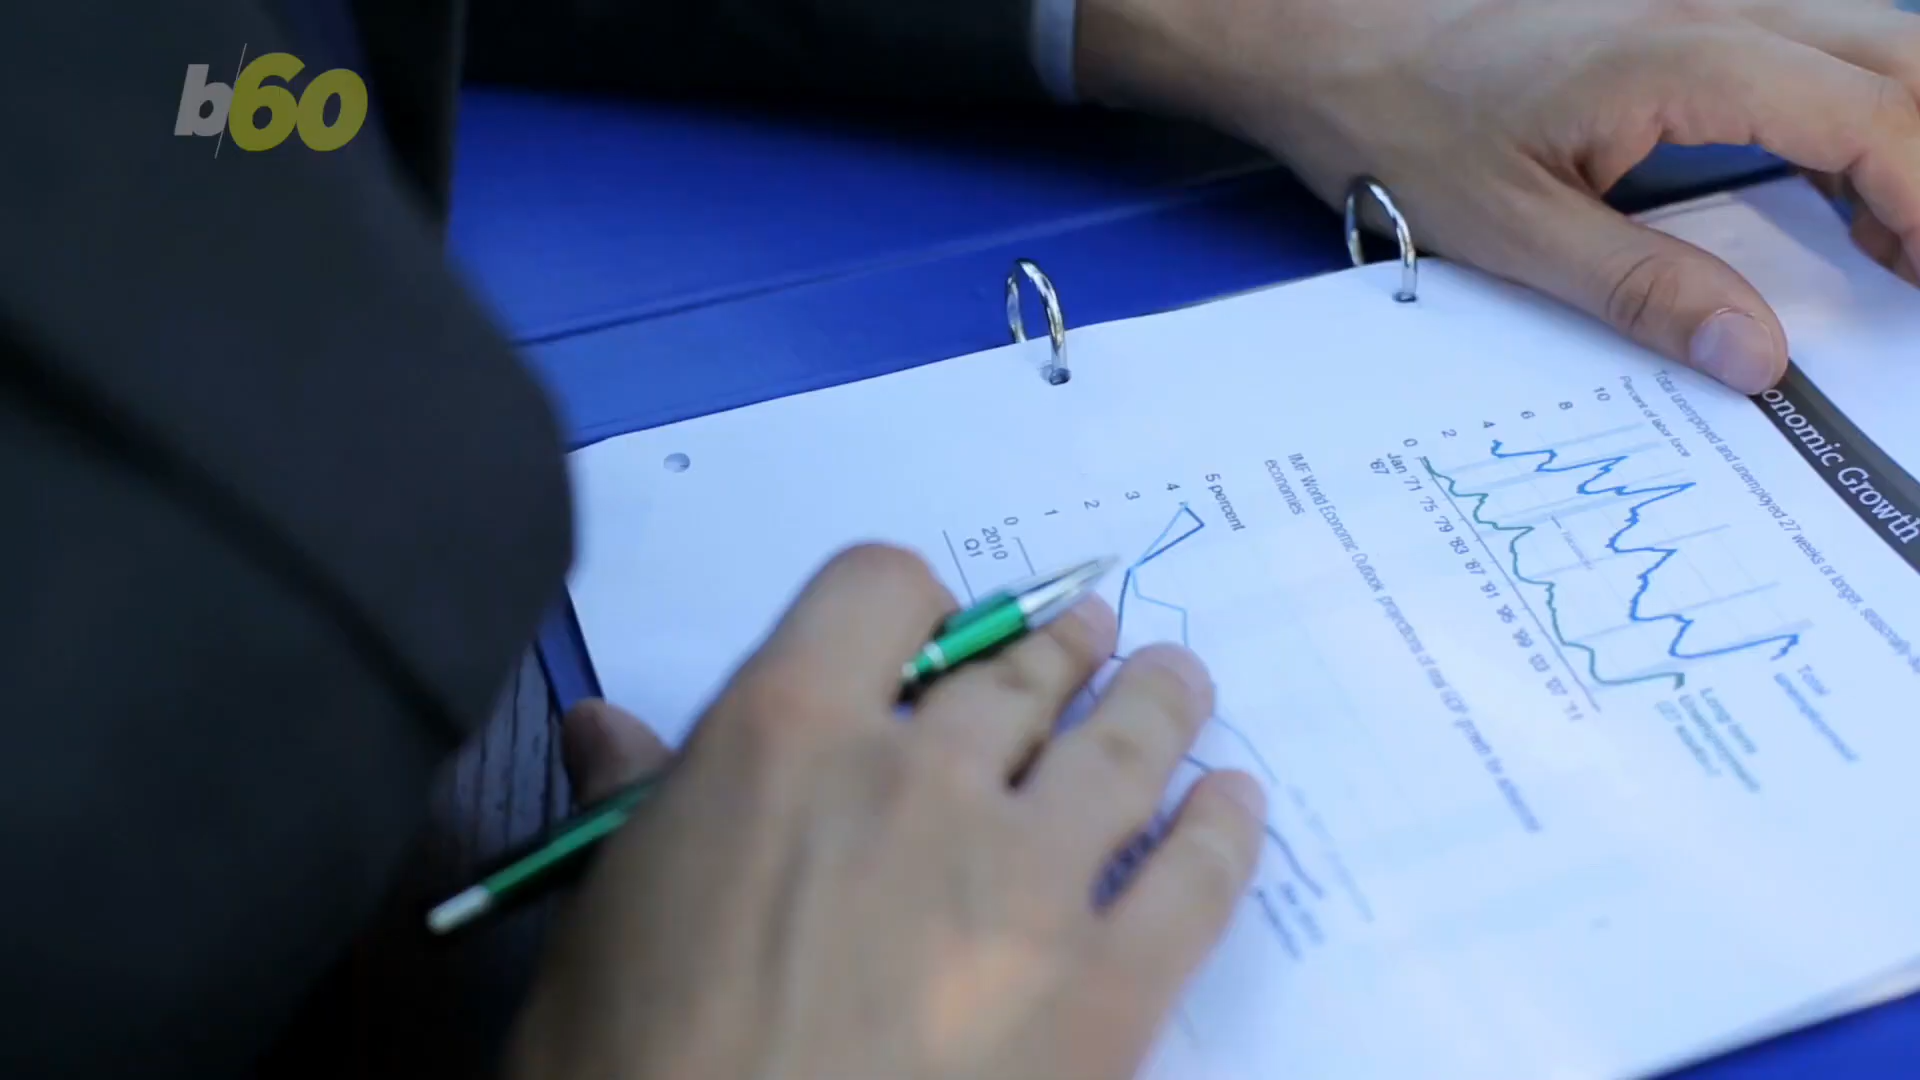 b60
onomic Growth
Total unemployed and unemployed 27 weeks or longer, seasonally
Percent of labor force
10
8
6
4
2
0
Jan '71 '75 '79 '83 '87 '91 '95 '99 '03 '07 '11
'67
Total
unemployment
Long-term
Unemployment
IMF World Economic Outlook projections of real GDP growth for advanced
economies
5 percent
4
3
2
1
0
2010
Q1